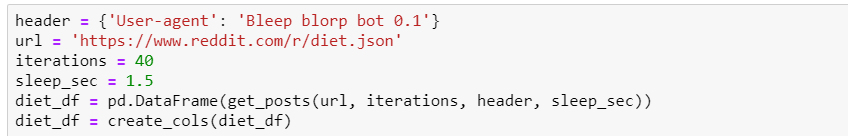 header = {'User-agent': 'Bleep blorp bot 0.1'}
url = 'https://www.reddit.com/r/diet.json'
iterations = 40
sleep_sec = 1.5
diet_df = pd.DataFrame(get_posts(url, iterations, header, sleep_sec))
diet_df = create_cols(diet_df)